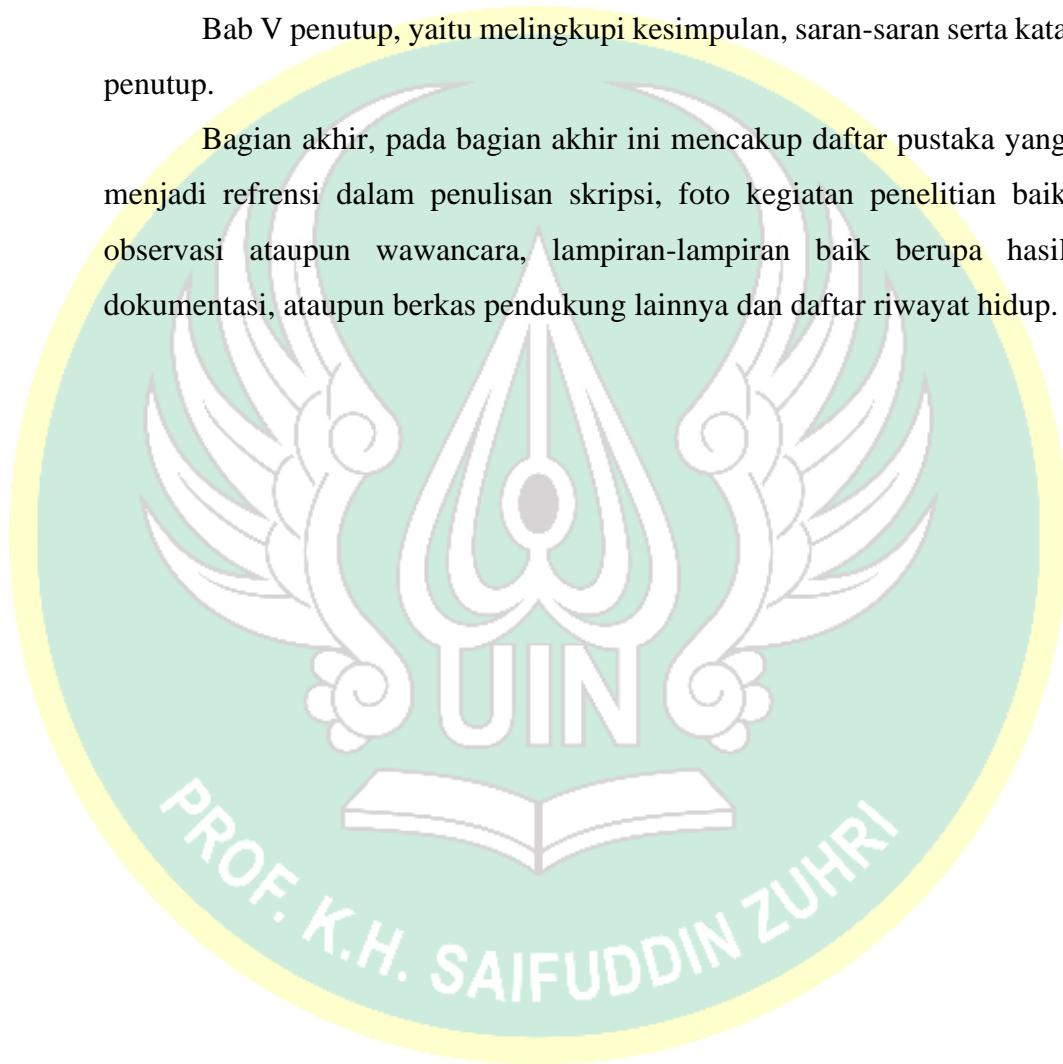 Bab V penutup, yaitu melingkupi kesimpulan, saran-saran serta kata
penutup.
Bagian akhir, pada bagian akhir ini mencakup daftar pustaka yang
menjadi refrensi dalam penulisan skripsi, foto kegiatan penelitian baik
observasi ataupun wawancara, lampiran-lampiran baik berupa hasil
dokumentasi, ataupun berkas pendukung lainnya dan daftar riwayat hidup.
UIN
PROF. K.H. SAIFUDDIN ZUHRI